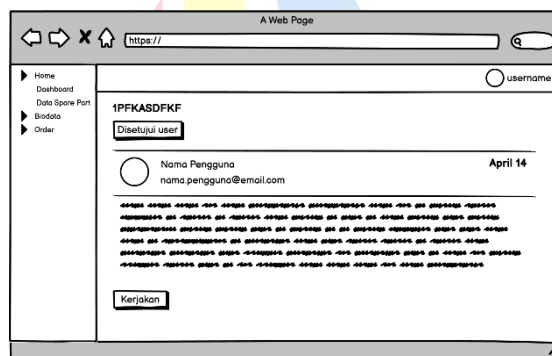 A Web Page
https://
Home
Dashboard
Data Spare Part
Biodata
Order
username
1PFKASDFKF
Disetujui user
Nama Pengguna
April 14
nama.pengguna@email.com
Kerjakan